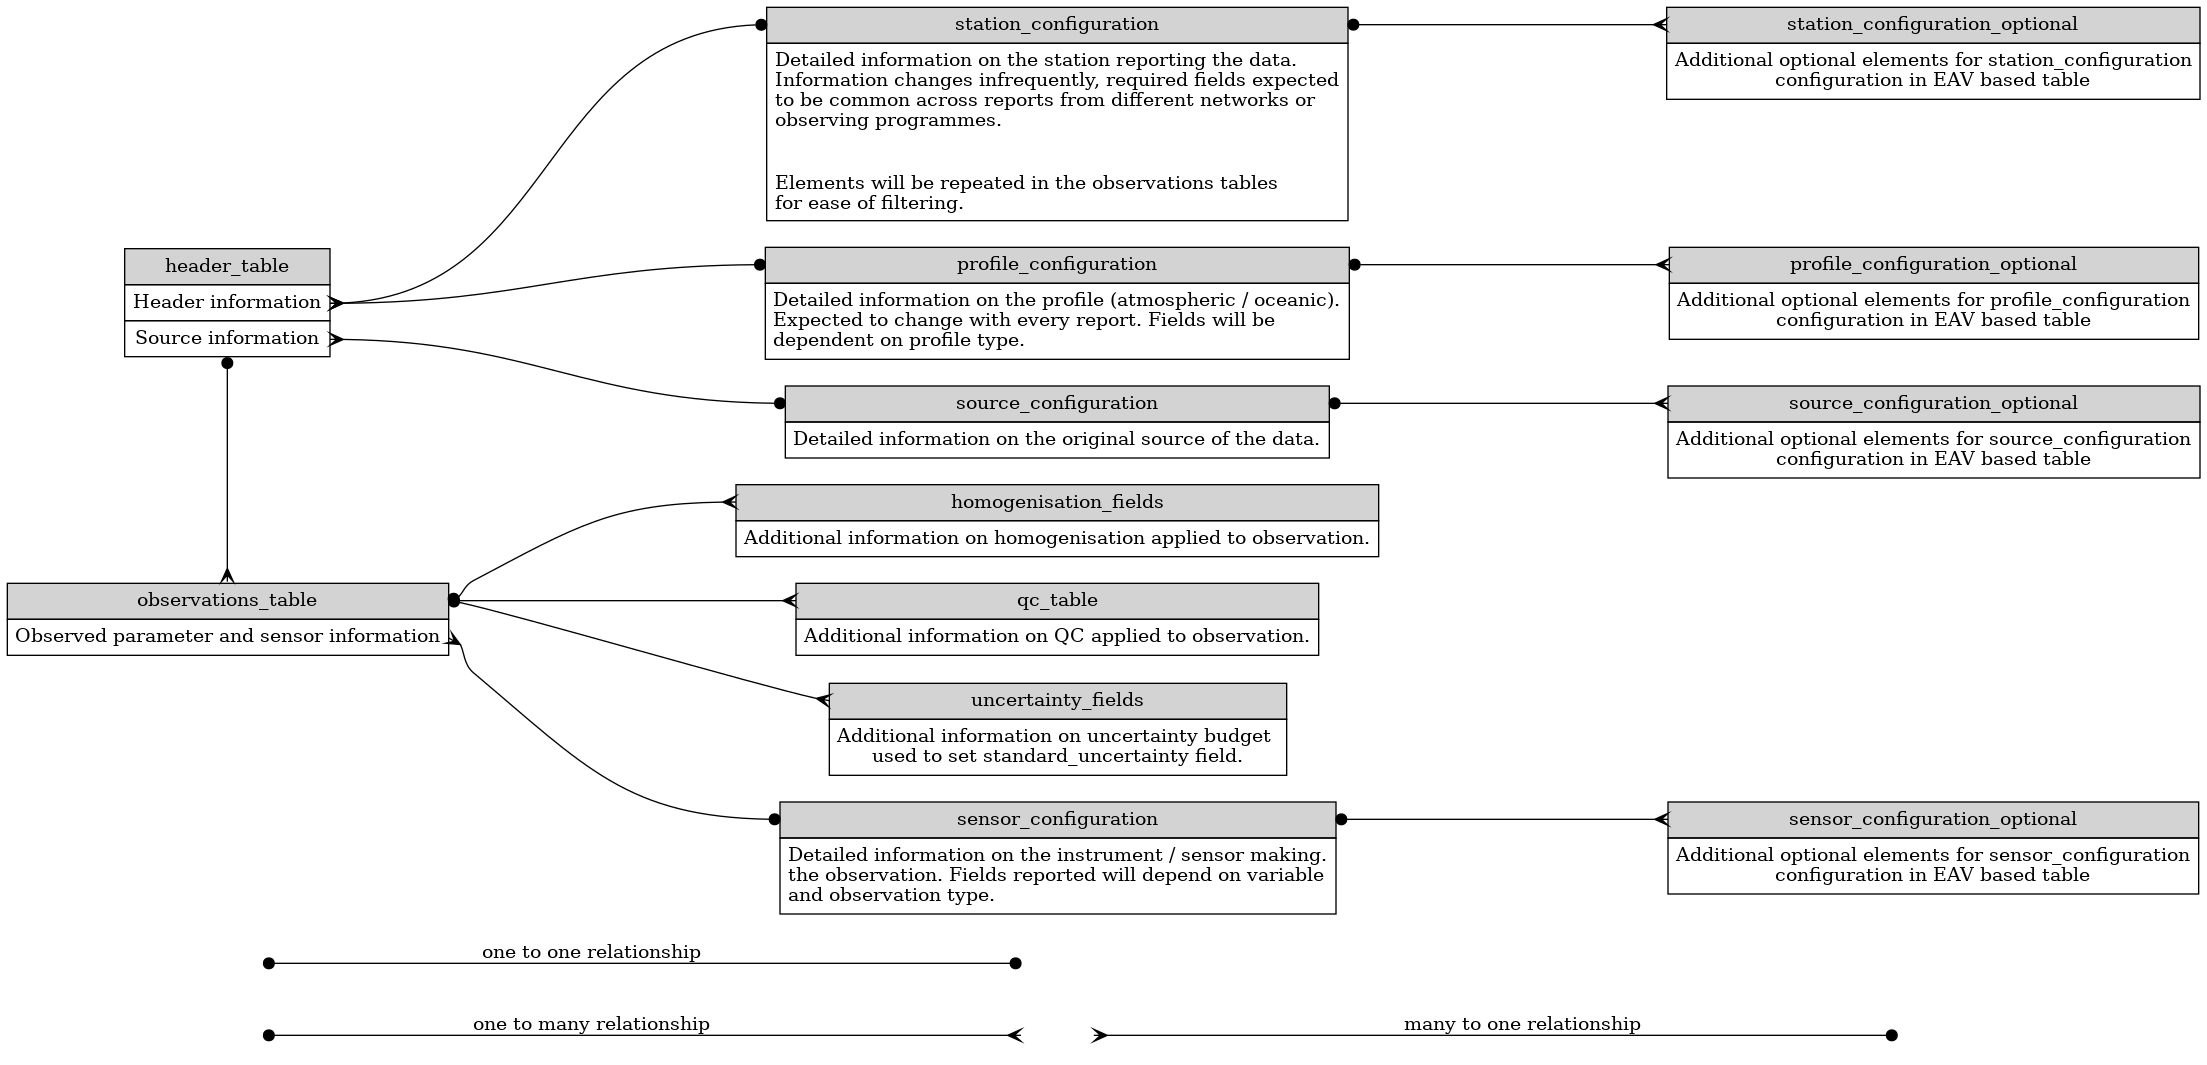 station_configuration
Detailed information on the station reporting the data.
Information changes infrequently, required fields expected
to be common across reports from different networks or
observing programmes.
Elements will be repeated in the observations tables
for ease of filtering.
station_configuration_optional
Additional optional elements for station_configuration
configuration in EAV based table
header_table
Header information
Source information
profile_configuration
Detailed information on the profile (atmospheric / oceanic).
Expected to change with every report. Fields will be
dependent on profile type.
profile_configuration_optional
Additional optional elements for profile_configuration
configuration in EAV based table
source_configuration
Detailed information on the original source of the data.
source_configuration_optional
Additional optional elements for source_configuration
configuration in EAV based table
homogenisation_fields
Additional information on homogenisation applied to observation.
observations_table
Observed parameter and sensor information
qc_table
Additional information on QC applied to observation.
uncertainty_fields
Additional information on uncertainty budget
used to set standard_uncertainty field.
sensor_configuration
Detailed information on the instrument / sensor making.
the observation. Fields reported will depend on variable
and observation type.
sensor_configuration_optional
Additional optional elements for sensor_configuration
configuration in EAV based table
one to one relationship
one to many relationship
many to one relationship